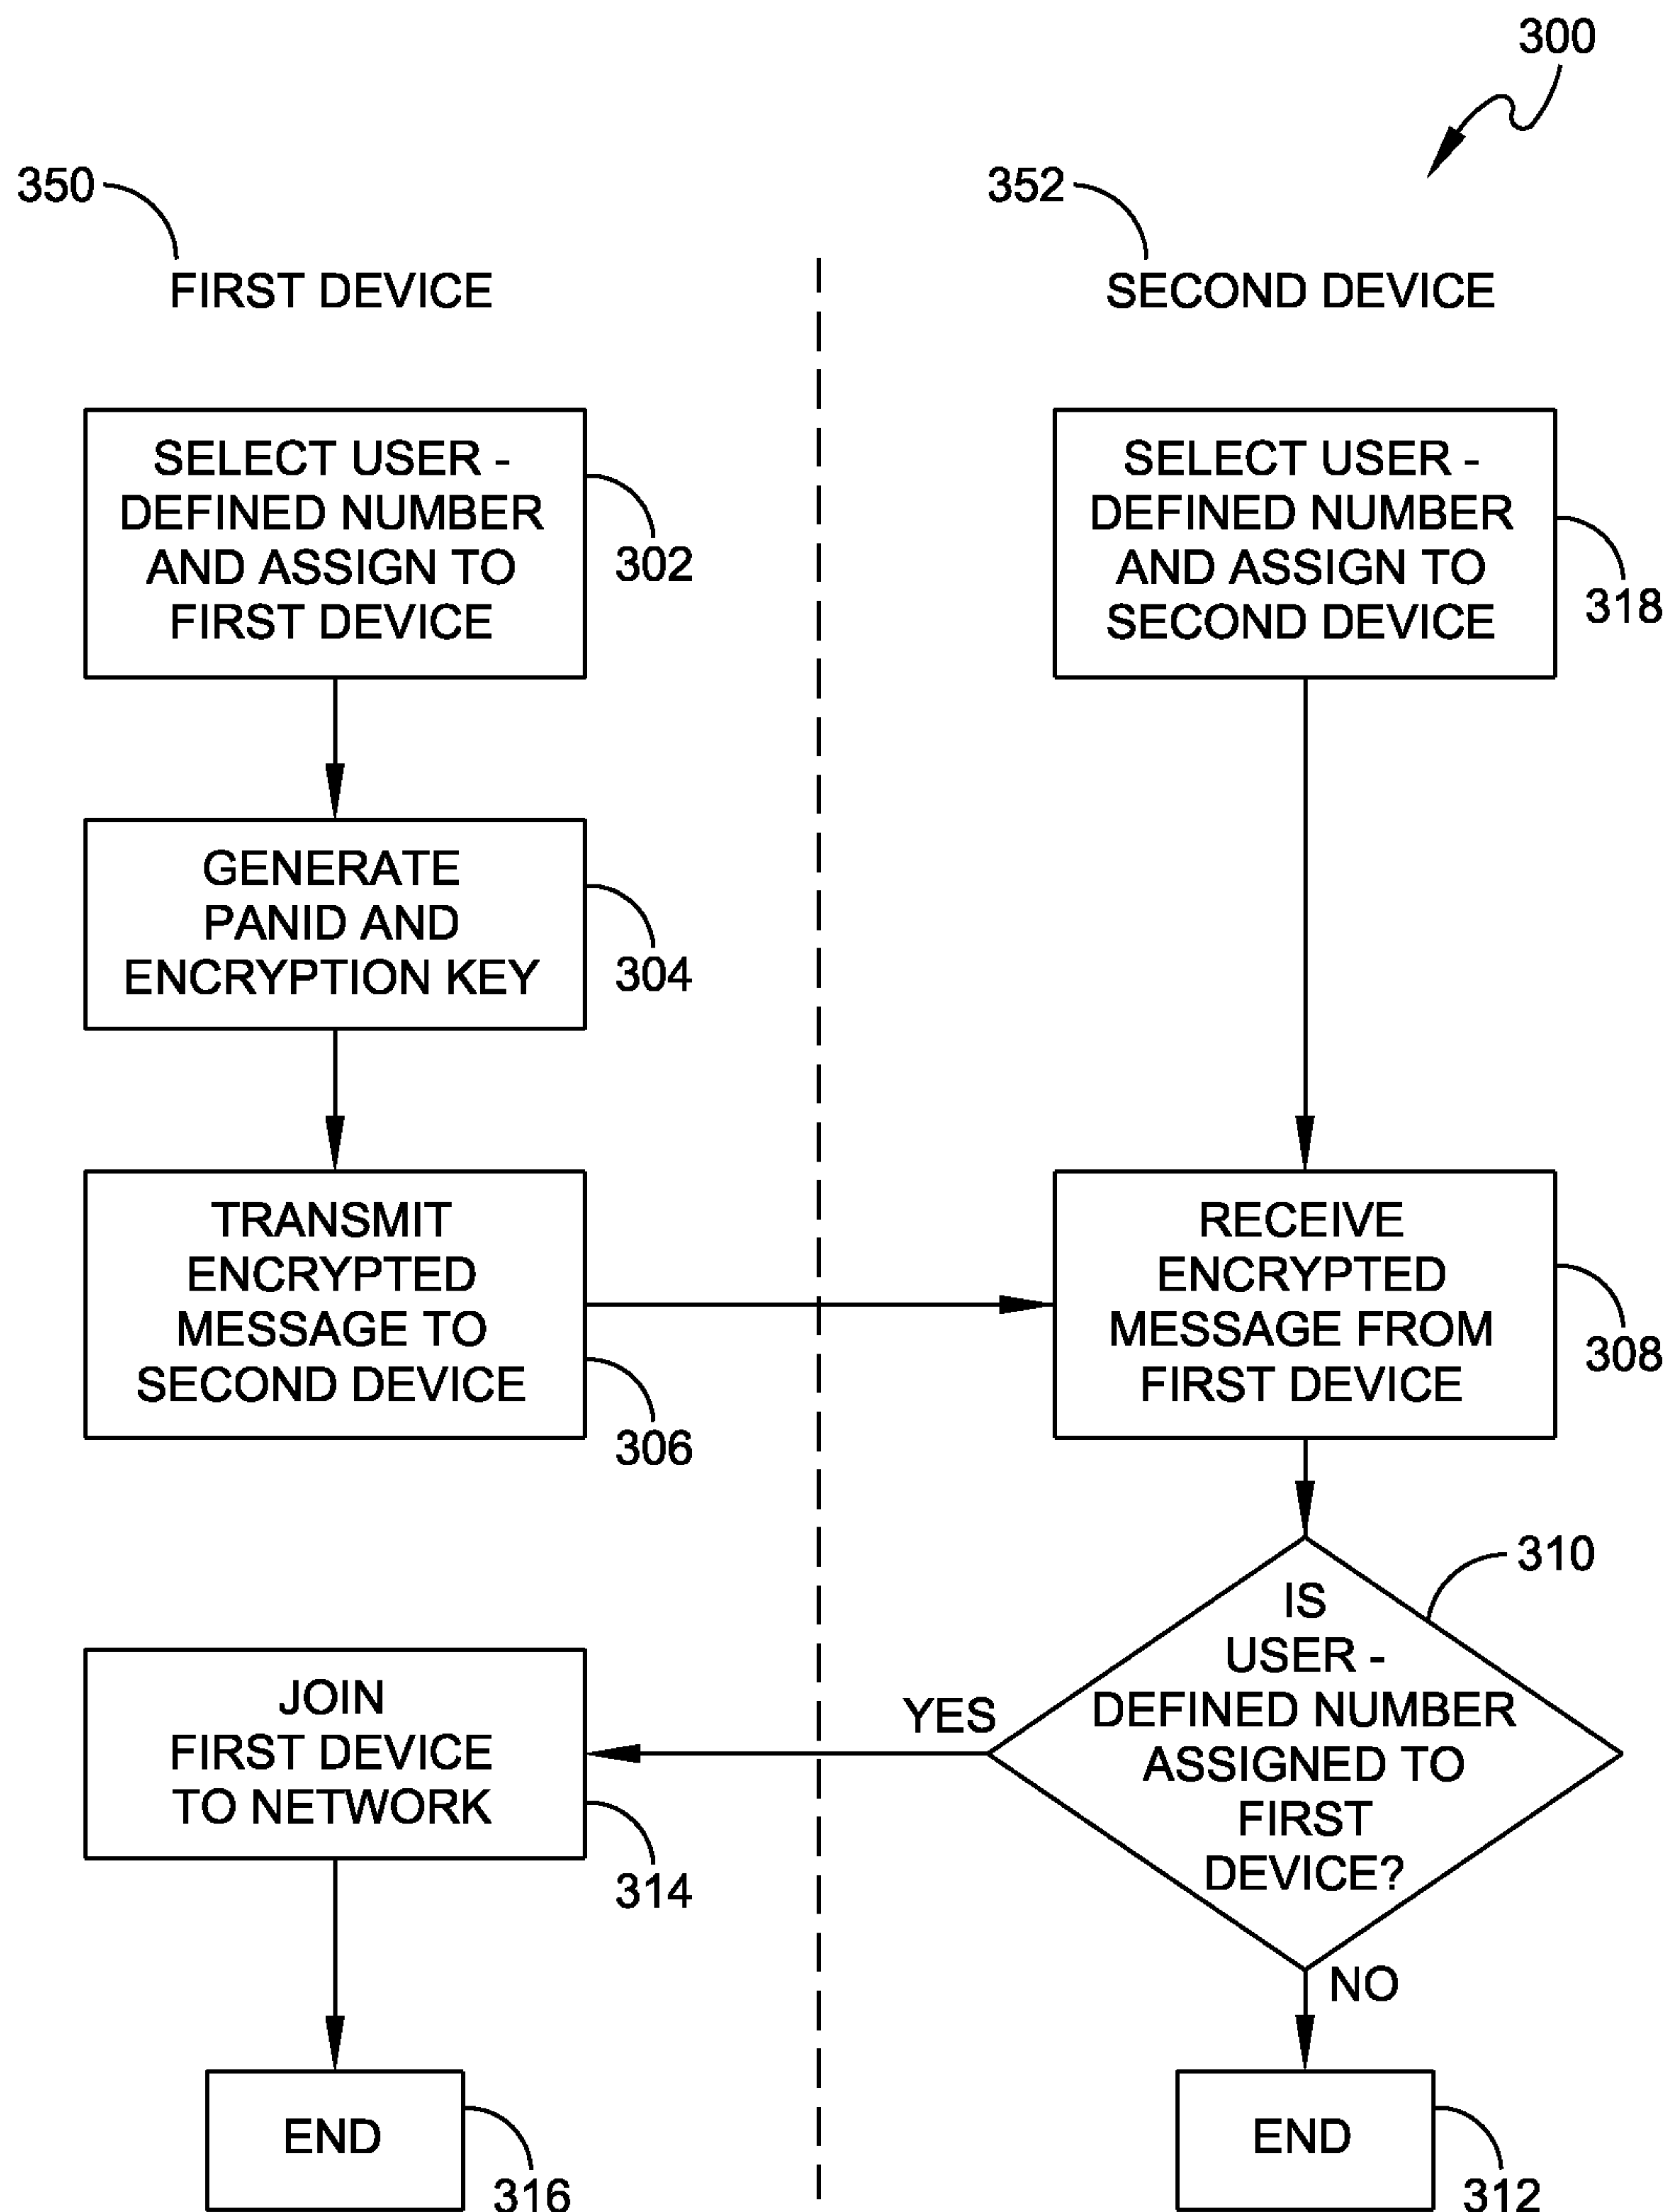 300
350
352
FIRST DEVICE
SECOND DEVICE
SELECT USER -
DEFINED NUMBER
AND ASSIGN TO
FIRST DEVICE
302
SELECT USER -
DEFINED NUMBER
AND ASSIGN TO
SECOND DEVICE
318
GENERATE
PANID AND
ENCRYPTION KEY
304
TRANSMIT
ENCRYPTED
MESSAGE TO
SECOND DEVICE
306
RECEIVE
ENCRYPTED
MESSAGE FROM
FIRST DEVICE
308
310
IS
USER -
DEFINED NUMBER
ASSIGNED TO
FIRST
DEVICE?
YES
NO
JOIN
FIRST DEVICE
TO NETWORK
314
END
316
END
312